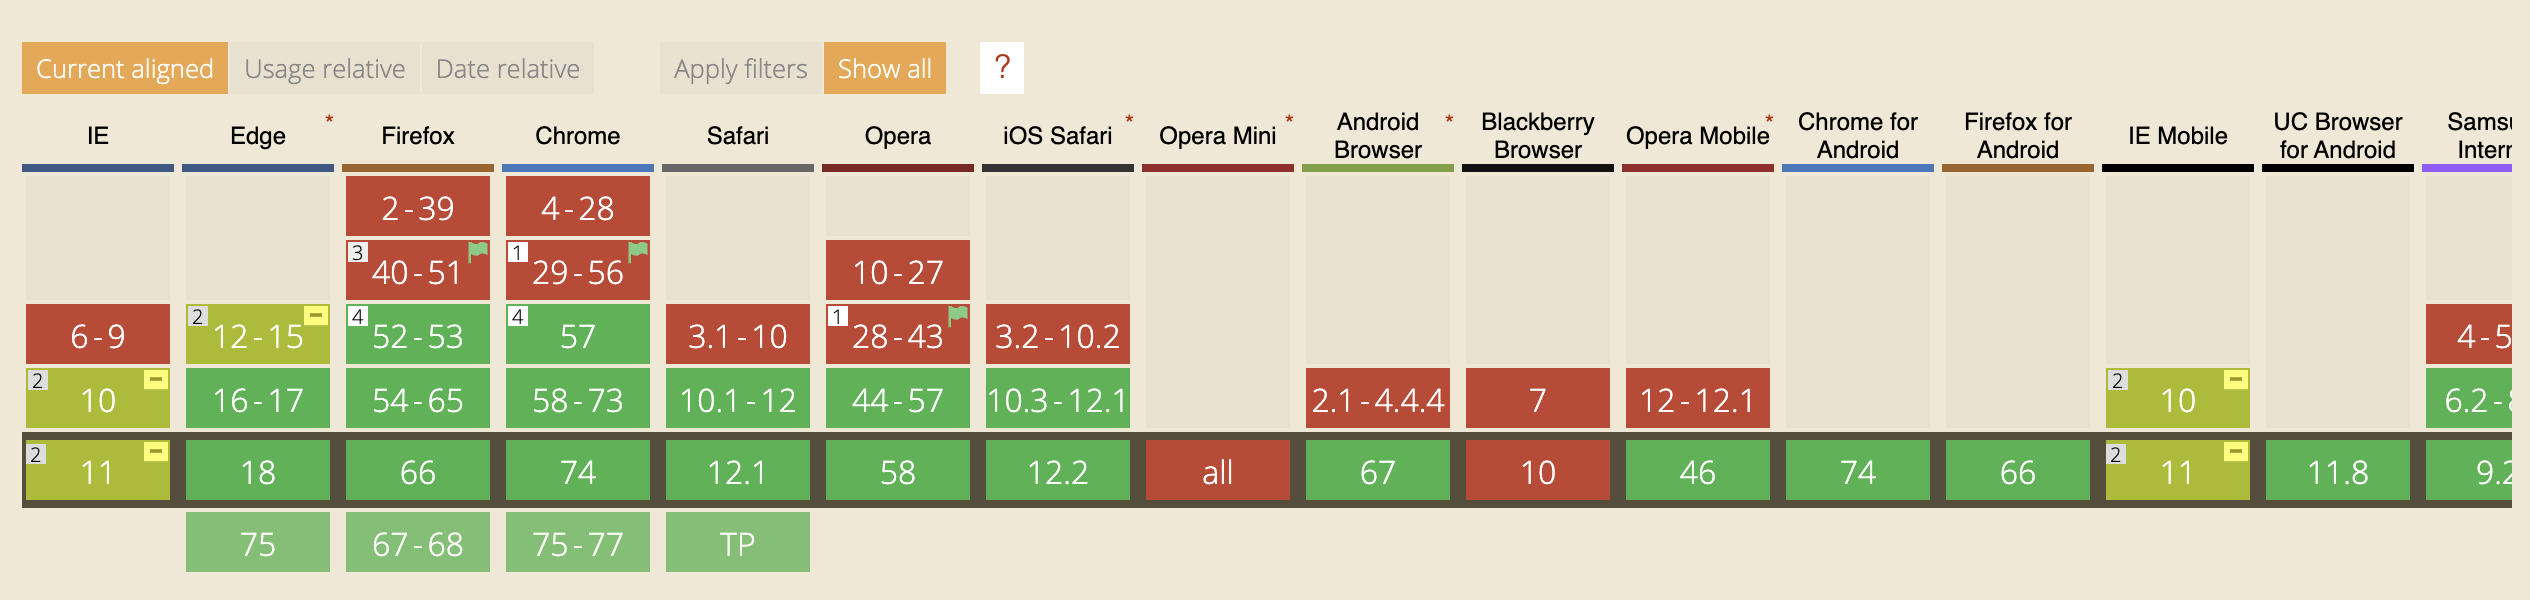 Current aligned Usage relative Date relative Apply filters Show all ?
IE Edge * Firefox Chrome Safari Opera iOS Safari * Opera Mini * Android Browser * Blackberry Browser Opera Mobile * Chrome for Android Firefox for Android IE Mobile UC Browser for Android
2-39 4-28
3 40-51 1 29-56 10-27
6-9 2 12-15 4 52-53 4 57 3.1-10 1 28-43 3.2-10.2 4-5
2 10 16-17 54-65 58-73 10.1-12 44-57 10.3-12.1 2.1-4.4.4 7 12-12.1 2 10 6.2-
2 11 18 66 74 12.1 58 12.2 all 67 10 46 74 66 2 11 11.8 9.2
75 67-68 75-77 TP